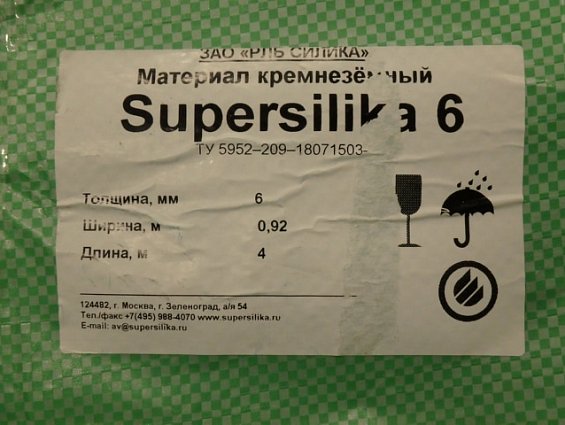 ЗАО «РЛЬ СИЛИКА»
Материал кремнезёмный
Supersilika 6
ТУ 5952–209–18071503-
Толщина, мм 6
Ширина, м 0,92
Длина, м 4
124482, г. Москва, г. Зеленоград, а/я 54
Тел./факс +7(495) 988-4070 www.supersilika.ru
E-mail: av@supersilika.ru